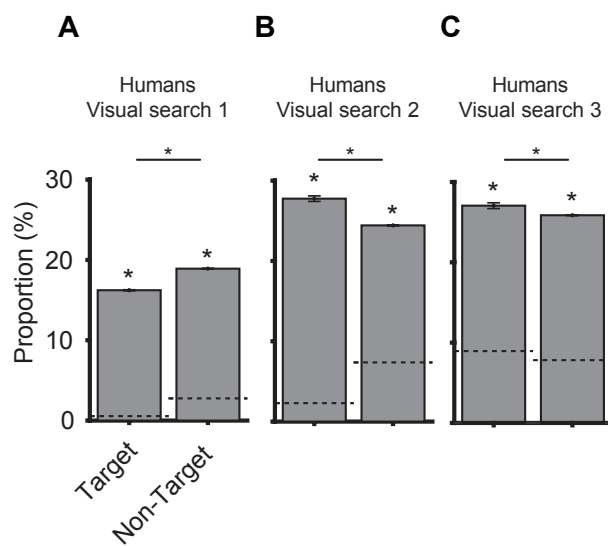 A
B
C
Humans
Visual search 1
Humans
Visual search 2
Humans
Visual search 3
*
*
*
30
20
10
0
Proportion (%)
*
*
*
*
*
*
Target
Non-Target